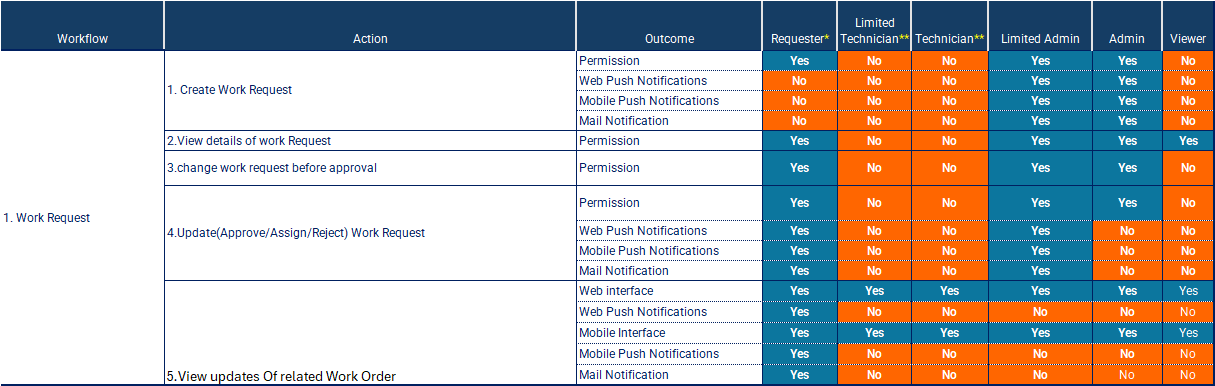 Workflow Action Outcome Requester* Limited Technician** Technician** Limited Admin Admin Viewer
1. Work Request
1. Create Work Request
Permission Yes No No Yes Yes No
Web Push Notifications No No No Yes Yes No
Mobile Push Notifications No No No Yes Yes No
Mail Notification No No No Yes Yes No
2.View details of work Request Permission Yes No No Yes Yes Yes
3.change work request before approval Permission Yes No No Yes Yes No
4.Update(Approve/Assign/Reject) Work Request
Permission Yes No No Yes Yes No
Web Push Notifications Yes No No Yes No No
Mobile Push Notifications Yes No No Yes No No
Mail Notification Yes No No Yes No No
5.View updates Of related Work Order
Web interface Yes Yes Yes Yes Yes Yes
Web Push Notifications Yes No No No No No
Mobile Interface Yes Yes Yes Yes Yes Yes
Mobile Push Notifications Yes No No No No No
Mail Notification Yes No No No No No